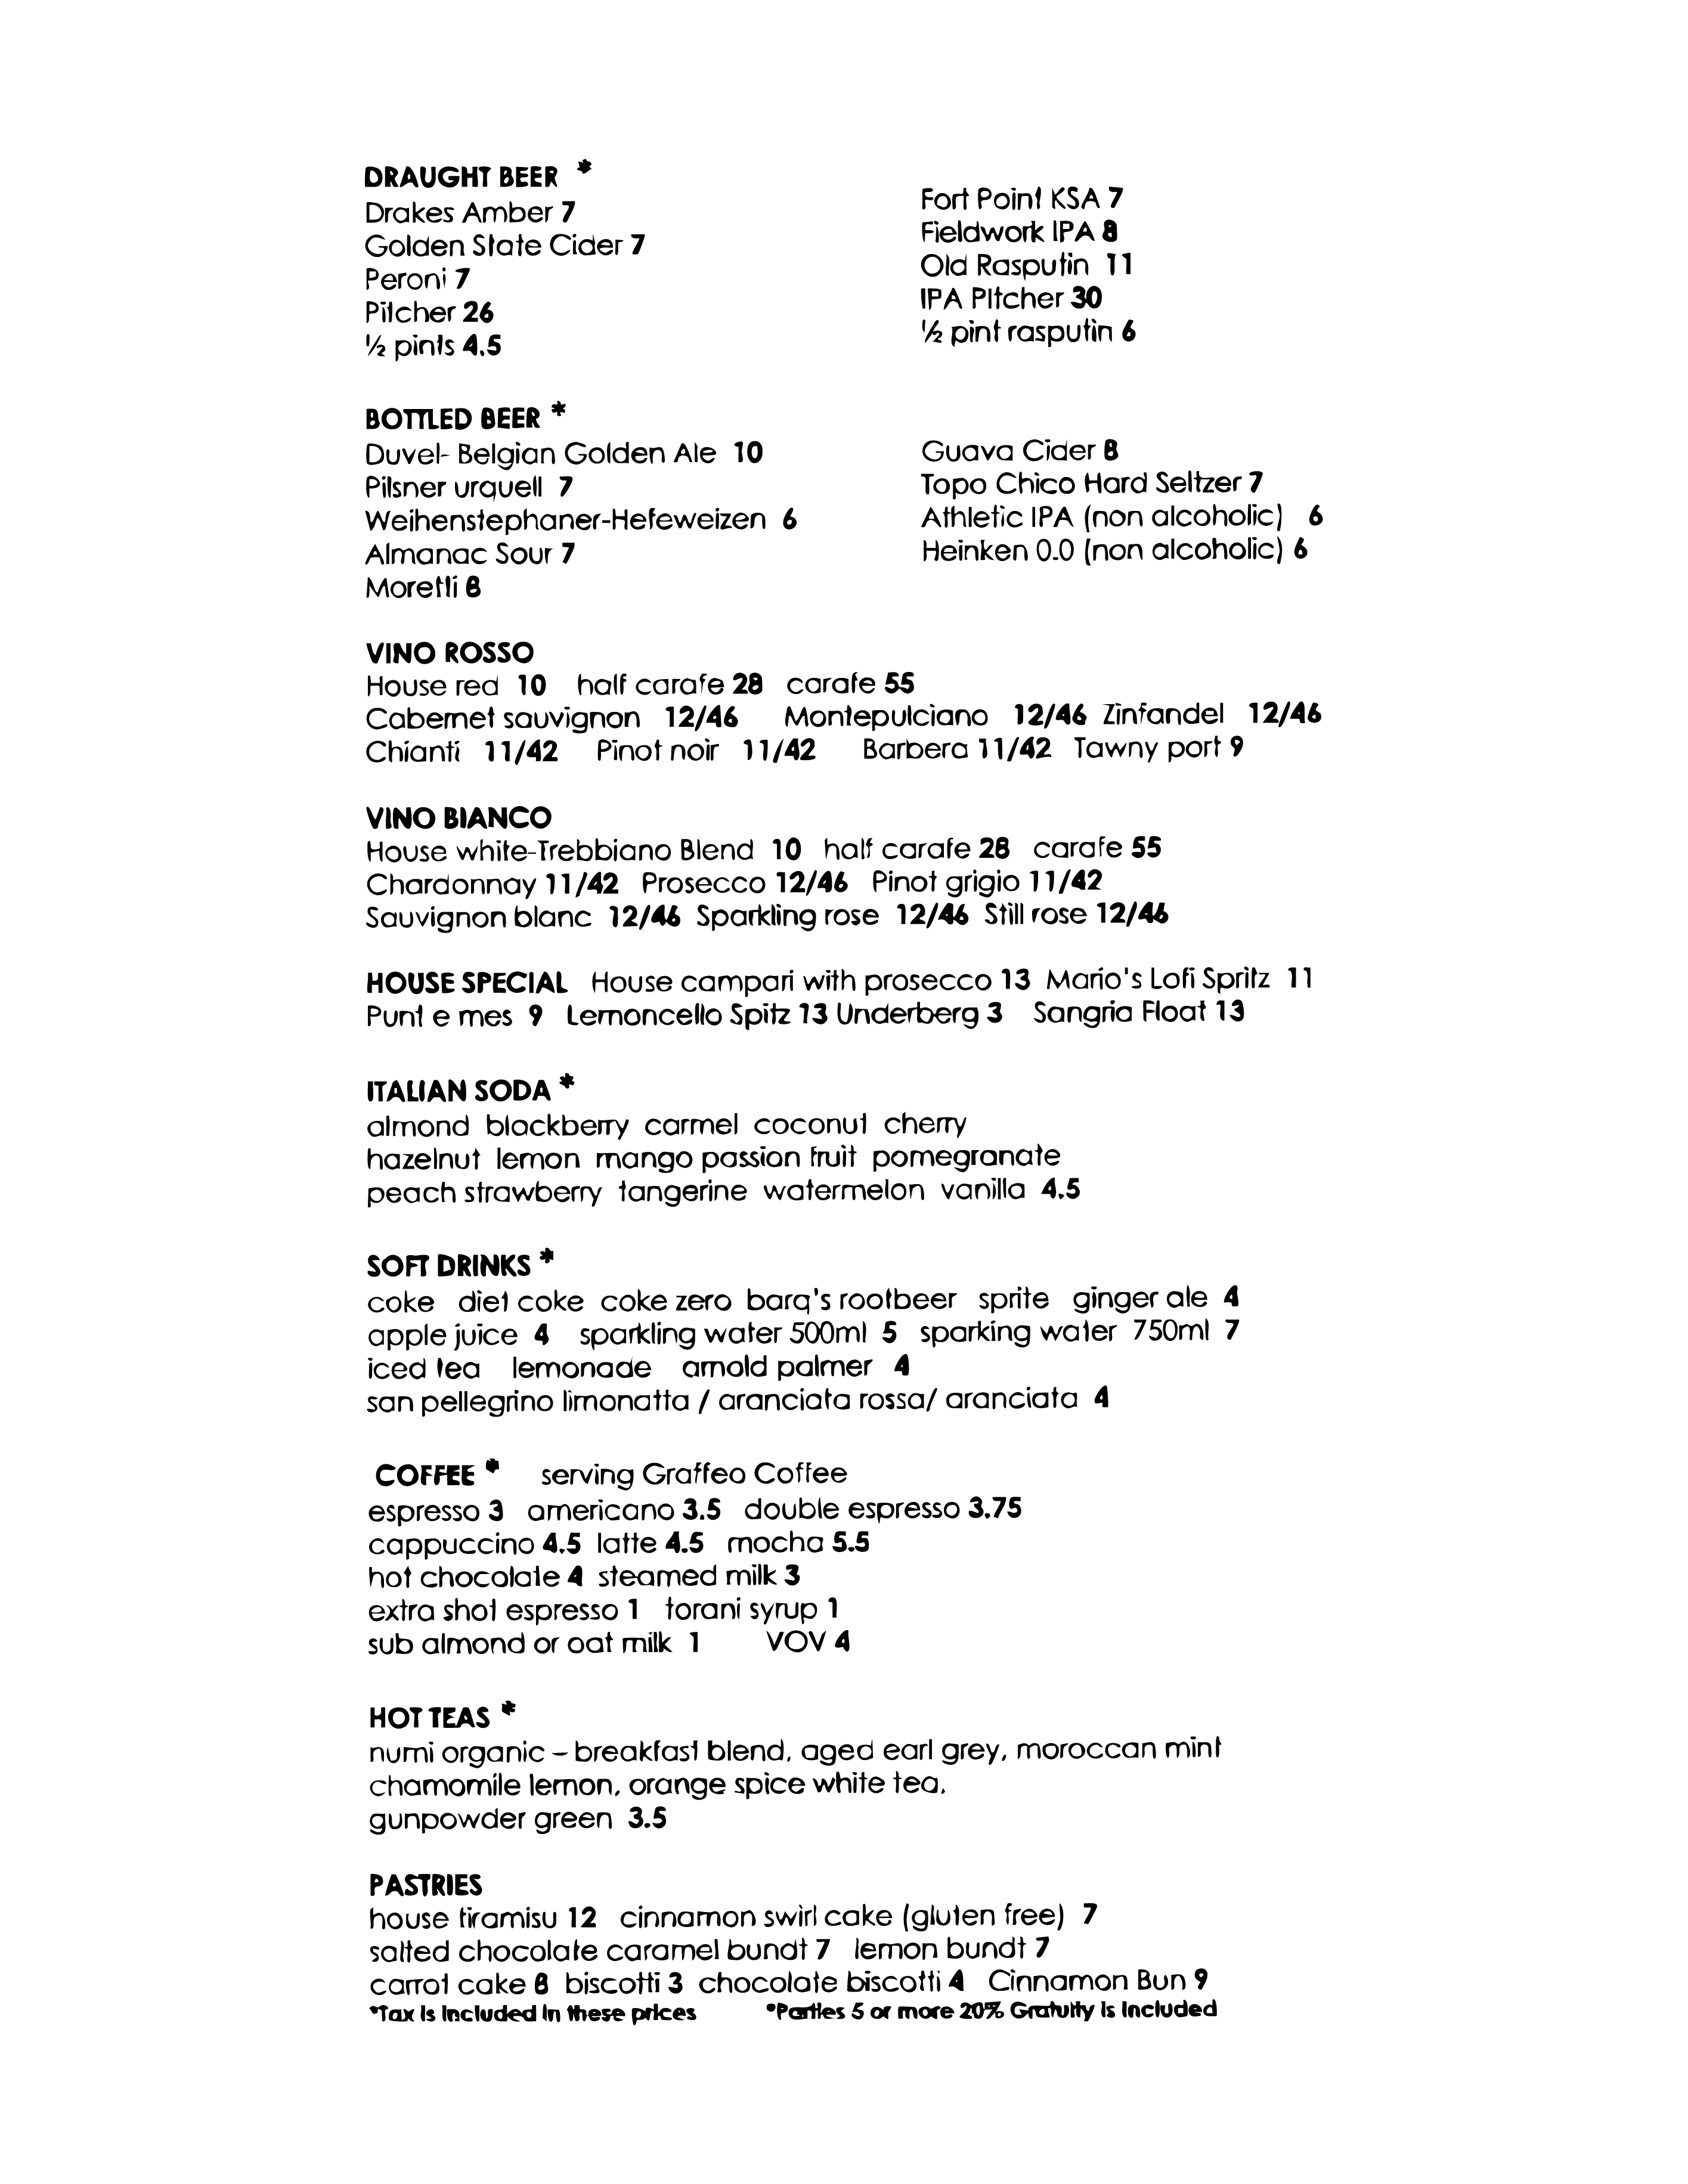 DRAUGHT BEER *
Drakes Amber 7
Golden State Cider 7
Peroni 7
Pitcher 26
½ pints 4.5
Fort Point KSA 7
Fieldwork IPA 8
Old Rasputin 11
IPA PItcher 30
½ pint rasputin 6
BOTTLED BEER *
Duvel- Belgian Golden Ale 10
Pilsner urquell 7
Weihenstephaner-Hefeweizen 6
Almanac Sour 7
Moretti 8
Guava Cider 8
Topo Chico Hard Seltzer 7
Athletic IPA (non alcoholic) 6
Heinken 0.0 (non alcoholic) 6
VINO ROSSO
House red 10 half carafe 28 carafe 55
Cabernet sauvignon 12/46 Montepulciano 12/46 Zinfandel 12/46
Chianti 11/42 Pinot noir 11/42 Barbera 11/42 Tawny port 9
VINO BIANCO
House white-Trebbiano Blend 10 half carafe 28 carafe 55
Chardonnay 11/42 Prosecco 12/46 Pinot grigio 11/42
Sauvignon blanc 12/46 Sparkling rose 12/46 Still rose 12/46
HOUSE SPECIAL House campari with prosecco 13 Mario's Lofi Spritz 11
Punt e mes 9 Lemoncello Spitz 13 Underberg 3 Sangria Float 13
ITALIAN SODA *
almond blackberry carmel coconut cherry
hazelnut lemon mango passion fruit pomegranate
peach strawberry tangerine watermelon vanilla 4.5
SOFT DRINKS *
coke diet coke coke zero barq's rootbeer sprite ginger ale 4
apple juice 4 sparkling water 500ml 5 sparking water 750ml 7
iced tea lemonade arnold palmer 4
san pellegrino limonatta / aranciata rossa/ aranciata 4
COFFEE * serving Graffeo Coffee
espresso 3 americano 3.5 double espresso 3.75
cappuccino 4.5 latte 4.5 mocha 5.5
hot chocolate 4 steamed milk 3
extra shot espresso 1 torani syrup 1
sub almond or oat milk 1 VOV 4
HOT TEAS *
numi organic – breakfast blend, aged earl grey, moroccan mint
chamomile lemon, orange spice white tea,
gunpowder green 3.5
PASTRIES
house tiramisu 12 cinnamon swirl cake (gluten free) 7
salted chocolate caramel bundt 7 lemon bundt 7
carrot cake 8 biscotti 3 chocolate biscotti 4 Cinnamon Bun 9
*Tax is included in these prices *Parties 5 or more 20% Gratuity is included